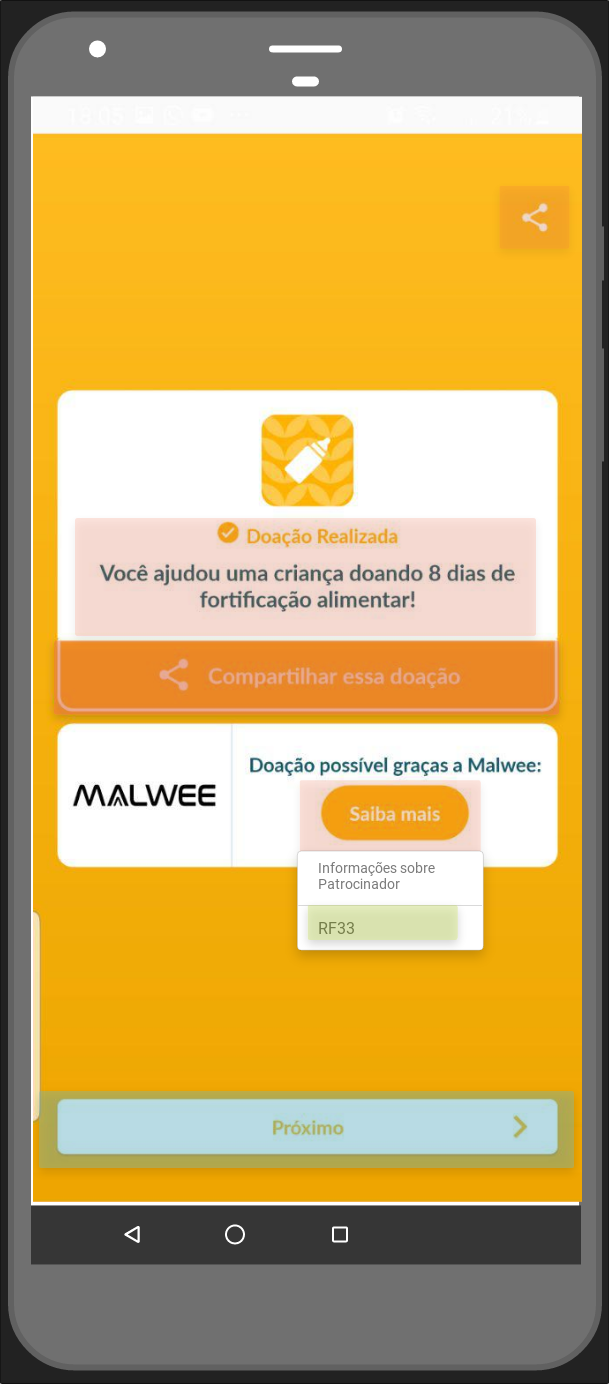 18:05
71%
Doação Realizada
Você ajudou uma criança doando 8 dias de
fortificação alimentar!
Compartilhar essa doação
MALWEE
Doação possível graças a Malwee:
Saiba mais
Informações sobre
Patrocinador
RF33
Próximo